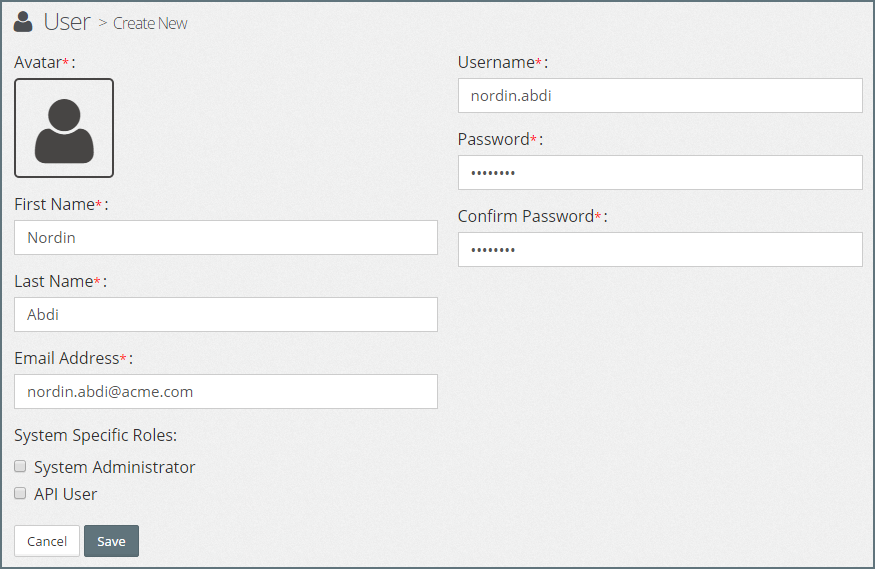 User > Create New
Avatar*:
First Name*:
Nordin
Last Name*:
Abdi
Email Address*:
nordin.abdi@acme.com
System Specific Roles:
System Administrator
API User
Cancel Save
Username*:
nordin.abdi
Password*:
••••••••
Confirm Password*:
••••••••